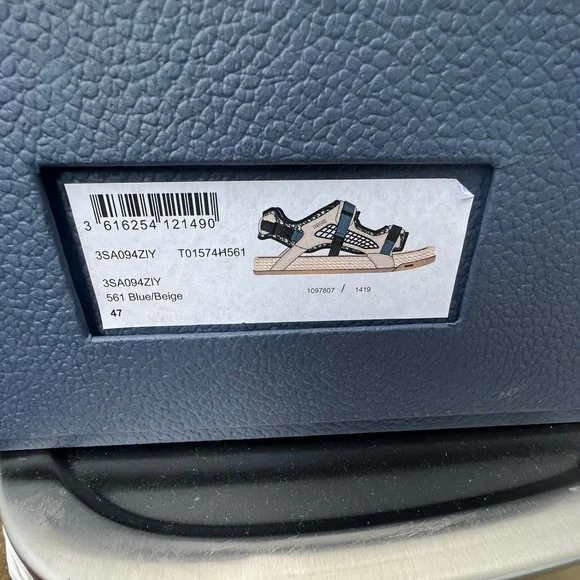 3 616254 121490
3SA094ZIY T01574H561
3SA094ZIY
561 Blue/Beige
1097807 / 1419
47